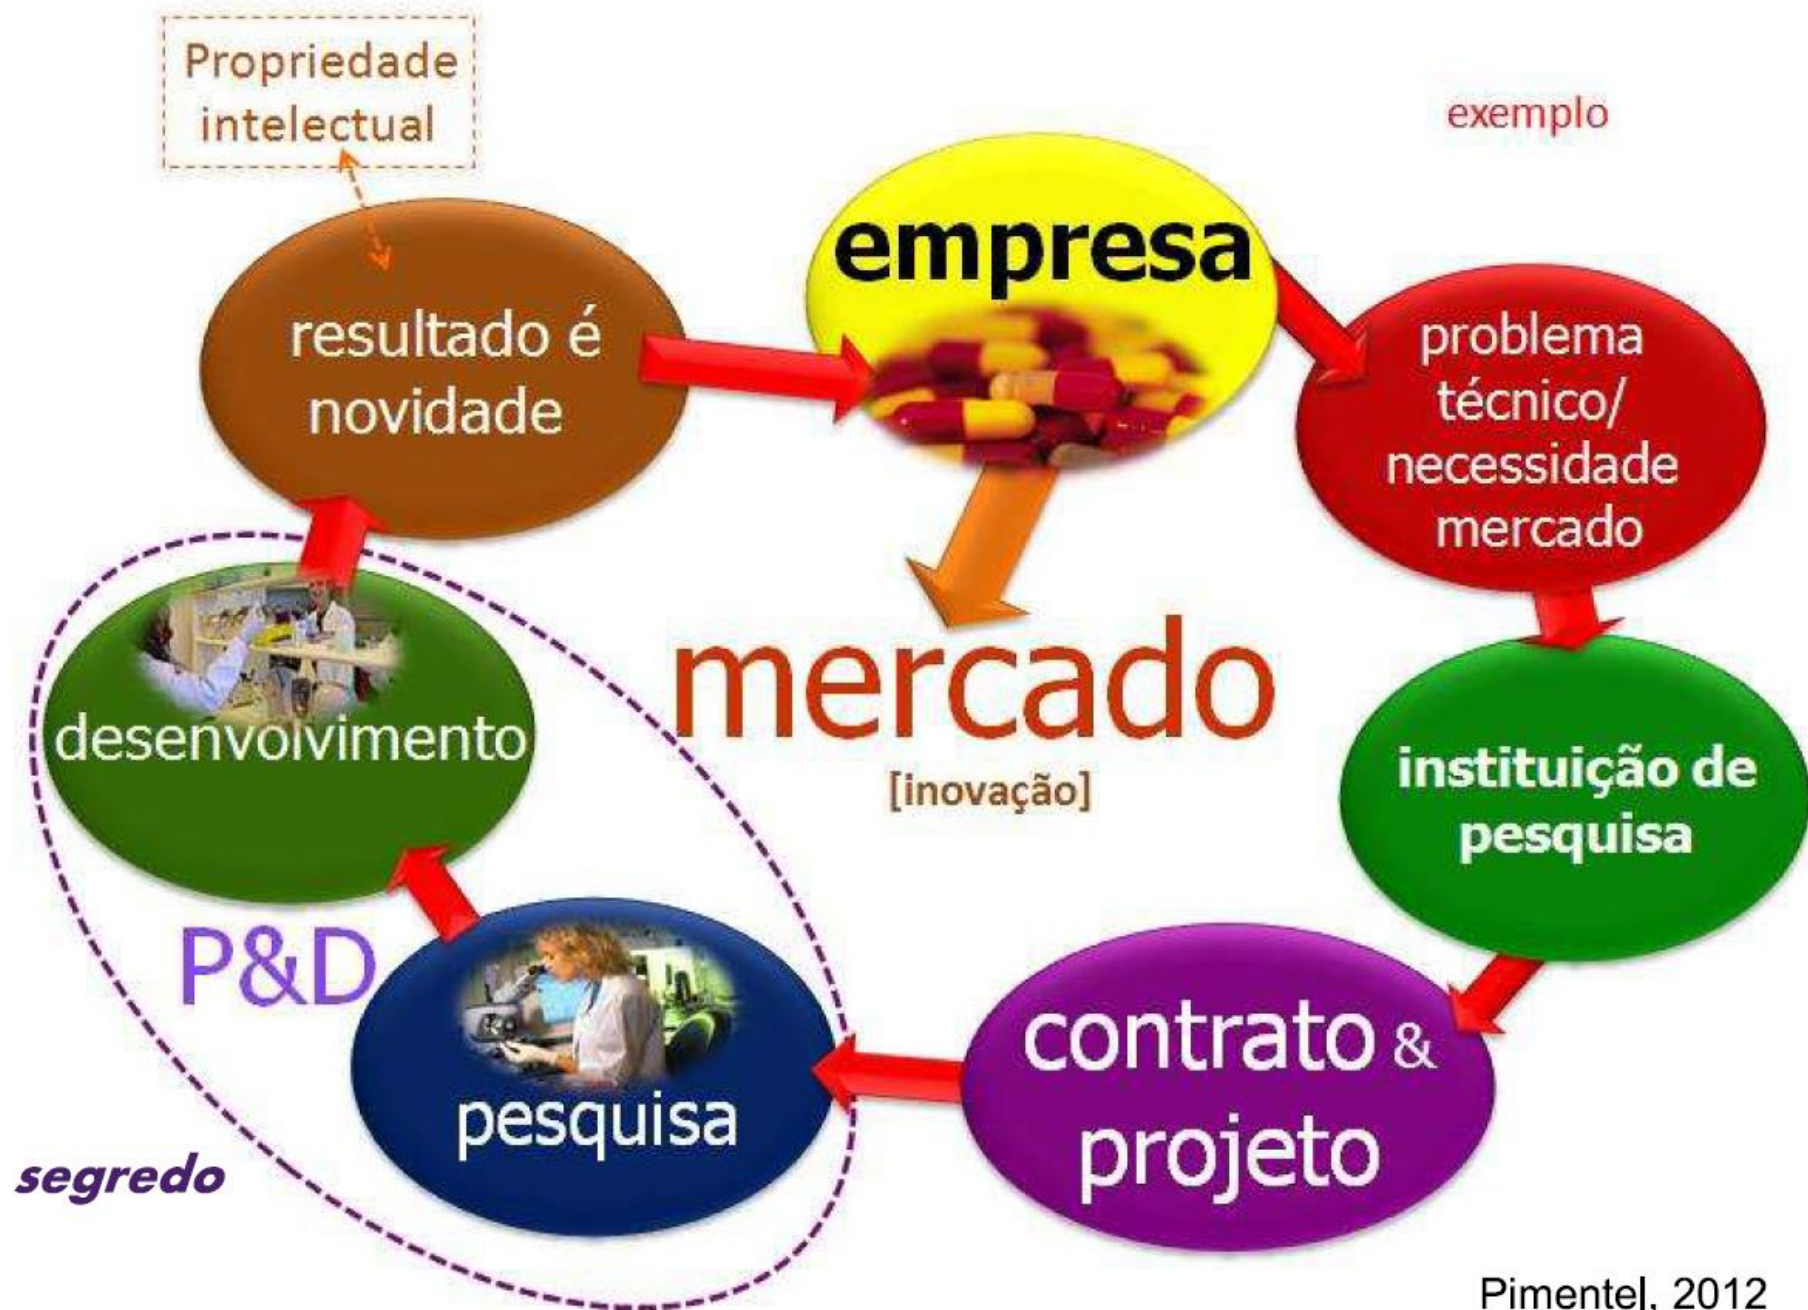 Propriedade
intelectual
exemplo
empresa
resultado é
novidade
problema
técnico/
necessidade
mercado
mercado
[inovação]
desenvolvimento
instituição de
pesquisa
P&D
contrato &
projeto
pesquisa
segredo
Pimentel, 2012